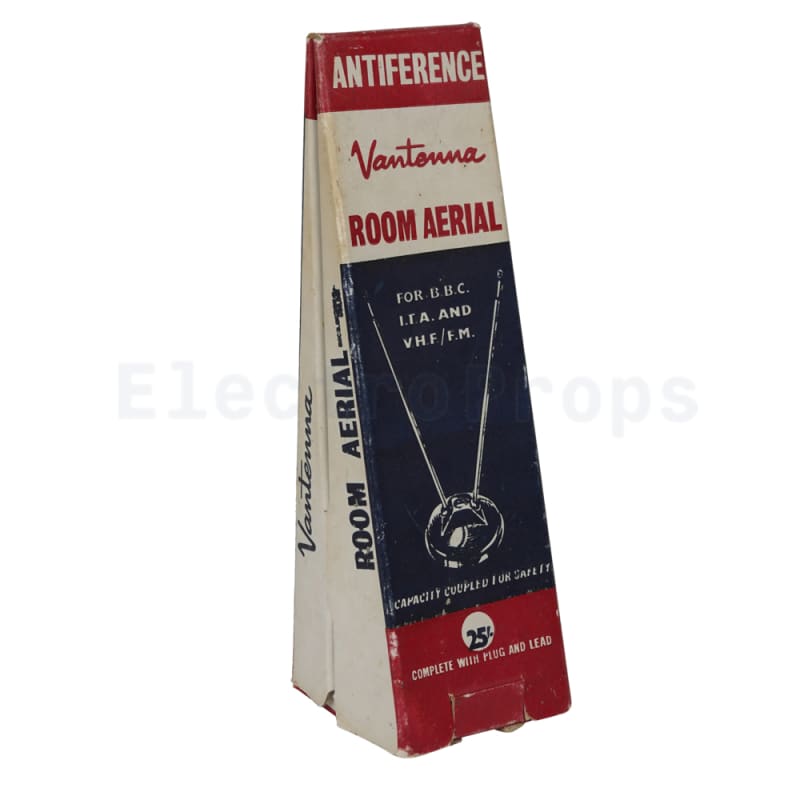 ANTIFERENCE
Vantenna
ROOM AERIAL
FOR B.B.C.
I.T.A. AND
V.H.F./F.M.
CAPACITY COUPLED FOR SAFETY
25/-
COMPLETE WITH PLUG AND LEAD
Vantenna
ROOM AERIAL
ElectroProps